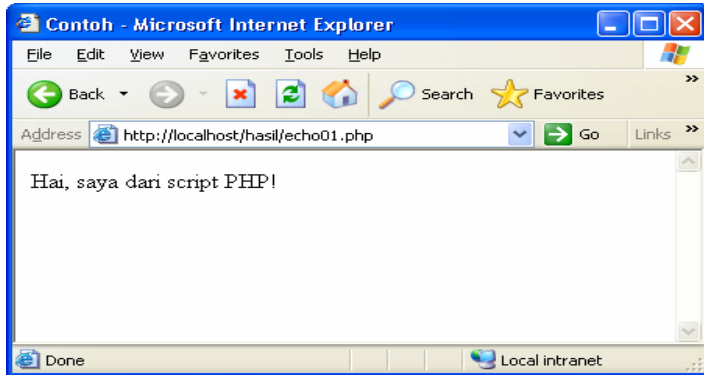 Contoh - Microsoft Internet Explorer
File Edit View Favorites Tools Help
Back Search Favorites »
Address http://localhost/hasil/echo01.php Go Links »
Hai, saya dari script PHP!
Done Local intranet